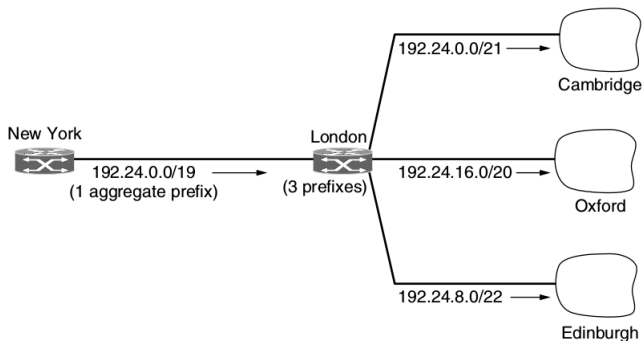 192.24.0.0/21
Cambridge
New York
London
192.24.0.0/19
(1 aggregate prefix)
(3 prefixes)
192.24.16.0/20
Oxford
192.24.8.0/22
Edinburgh